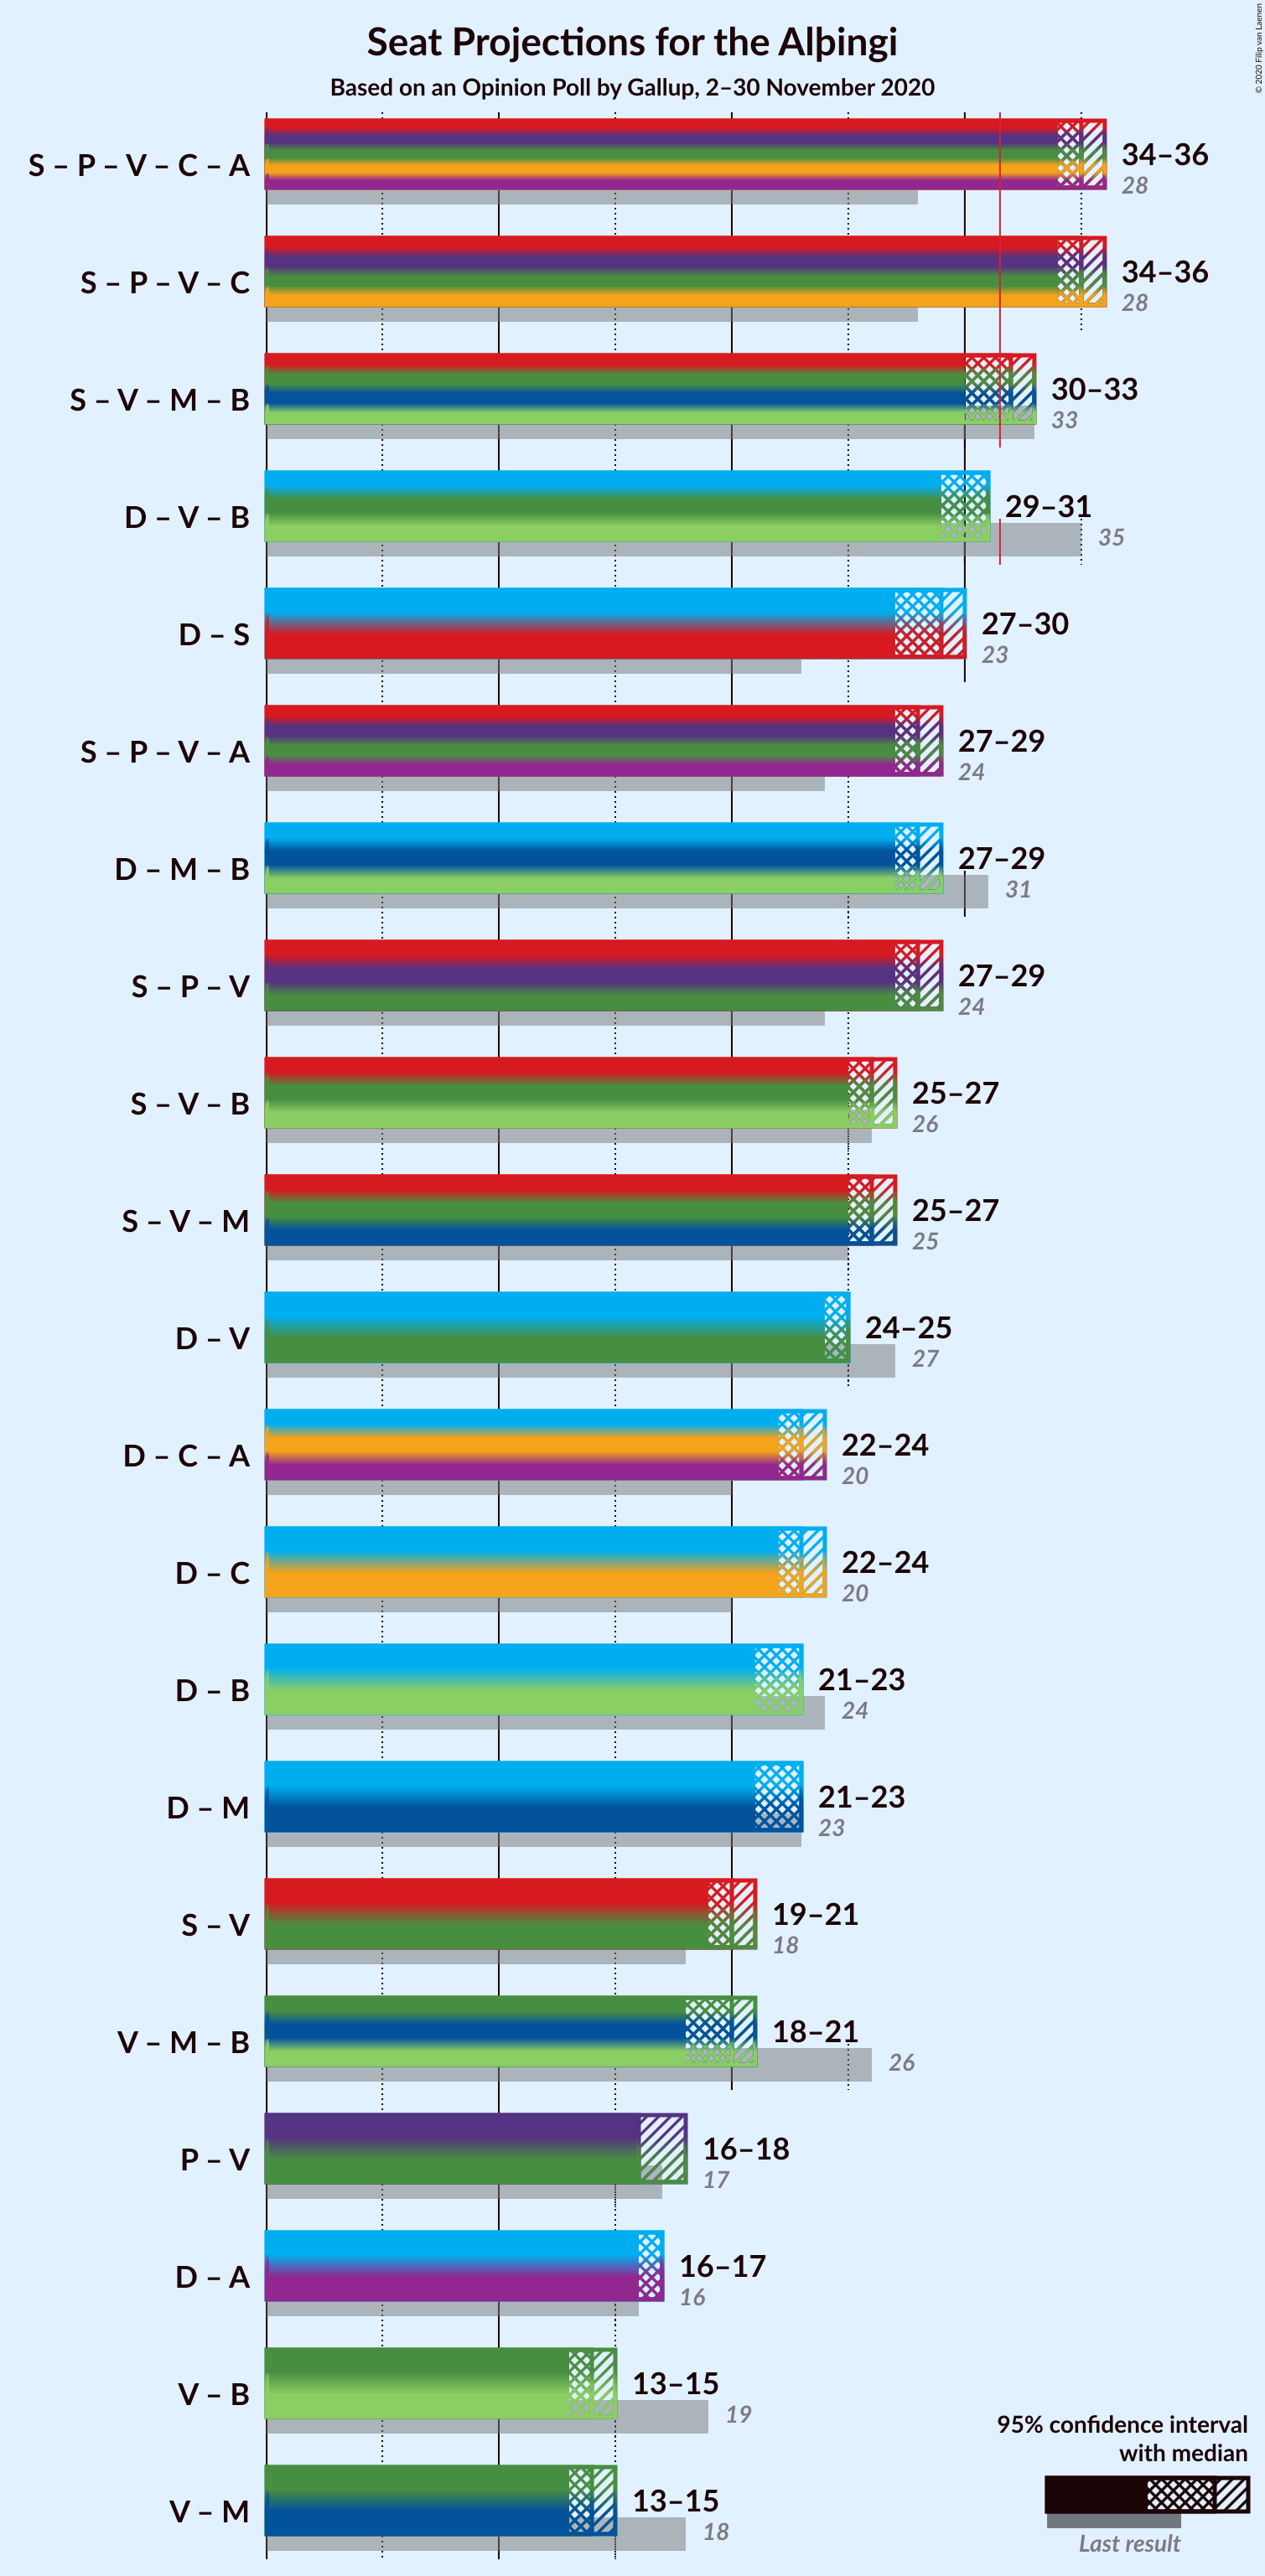 Seat Projections for the Alþingi
Based on an Opinion Poll by Gallup, 2–30 November 2020
© 2020 Filip van Laenen
S – P – V – C – A
34–36
28
S – P – V – C
34–36
28
S – V – M – B
30–33
33
D – V – B
29–31
35
D – S
27–30
23
S – P – V – A
27–29
24
D – M – B
27–29
31
S – P – V
27–29
24
S – V – B
25–27
26
S – V – M
25–27
25
D – V
24–25
27
D – C – A
22–24
20
D – C
22–24
20
D – B
21–23
24
D – M
21–23
23
S – V
19–21
18
V – M – B
18–21
26
P – V
16–18
17
D – A
16–17
16
V – B
13–15
19
V – M
13–15
18
95% confidence interval
with median
Last result